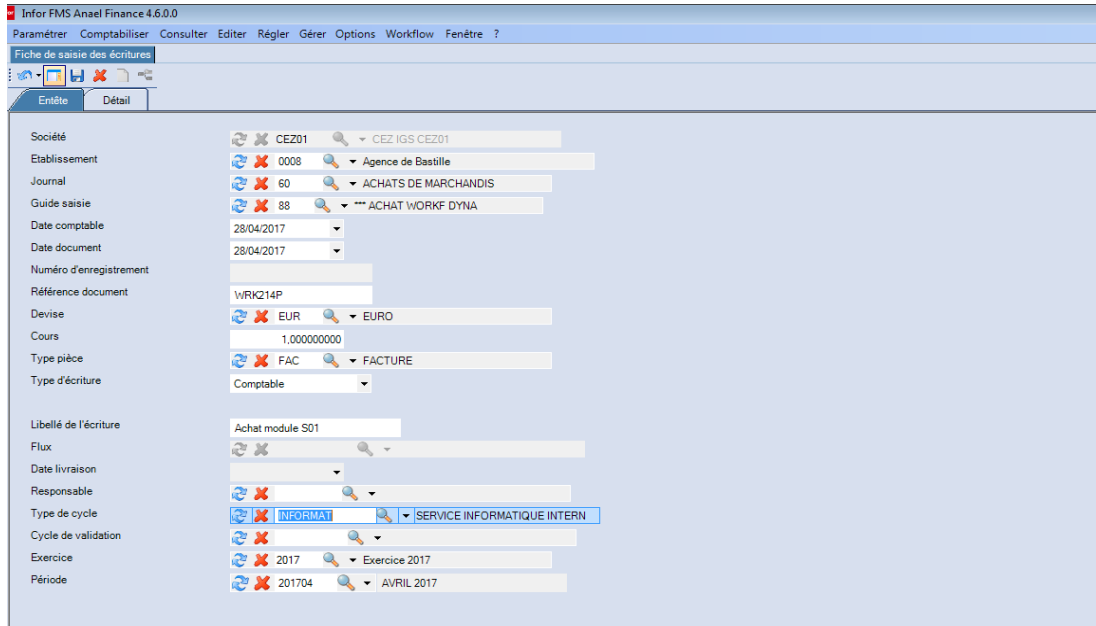 Infor FMS Anael Finance 4.6.0.0
Paramétrer Comptabiliser Consulter Editer Régler Gérer Options Workflow Fenêtre ?
Fiche de saisie des écritures
Entête Détail
Société CEZ01 CEZ IGS CEZ01
Etablissement 0008 Agence de Bastille
Journal 60 ACHATS DE MARCHANDIS
Guide saisie 88 *** ACHAT WORKF DYNA
Date comptable 28/04/2017
Date document 28/04/2017
Numéro d'enregistrement
Référence document WRK214P
Devise EUR EURO
Cours 1,000000000
Type pièce FAC FACTURE
Type d'écriture Comptable
Libellé de l'écriture Achat module S01
Flux
Date livraison
Responsable
Type de cycle INFORMAT SERVICE INFORMATIQUE INTERN
Cycle de validation
Exercice 2017 Exercice 2017
Période 201704 AVRIL 2017